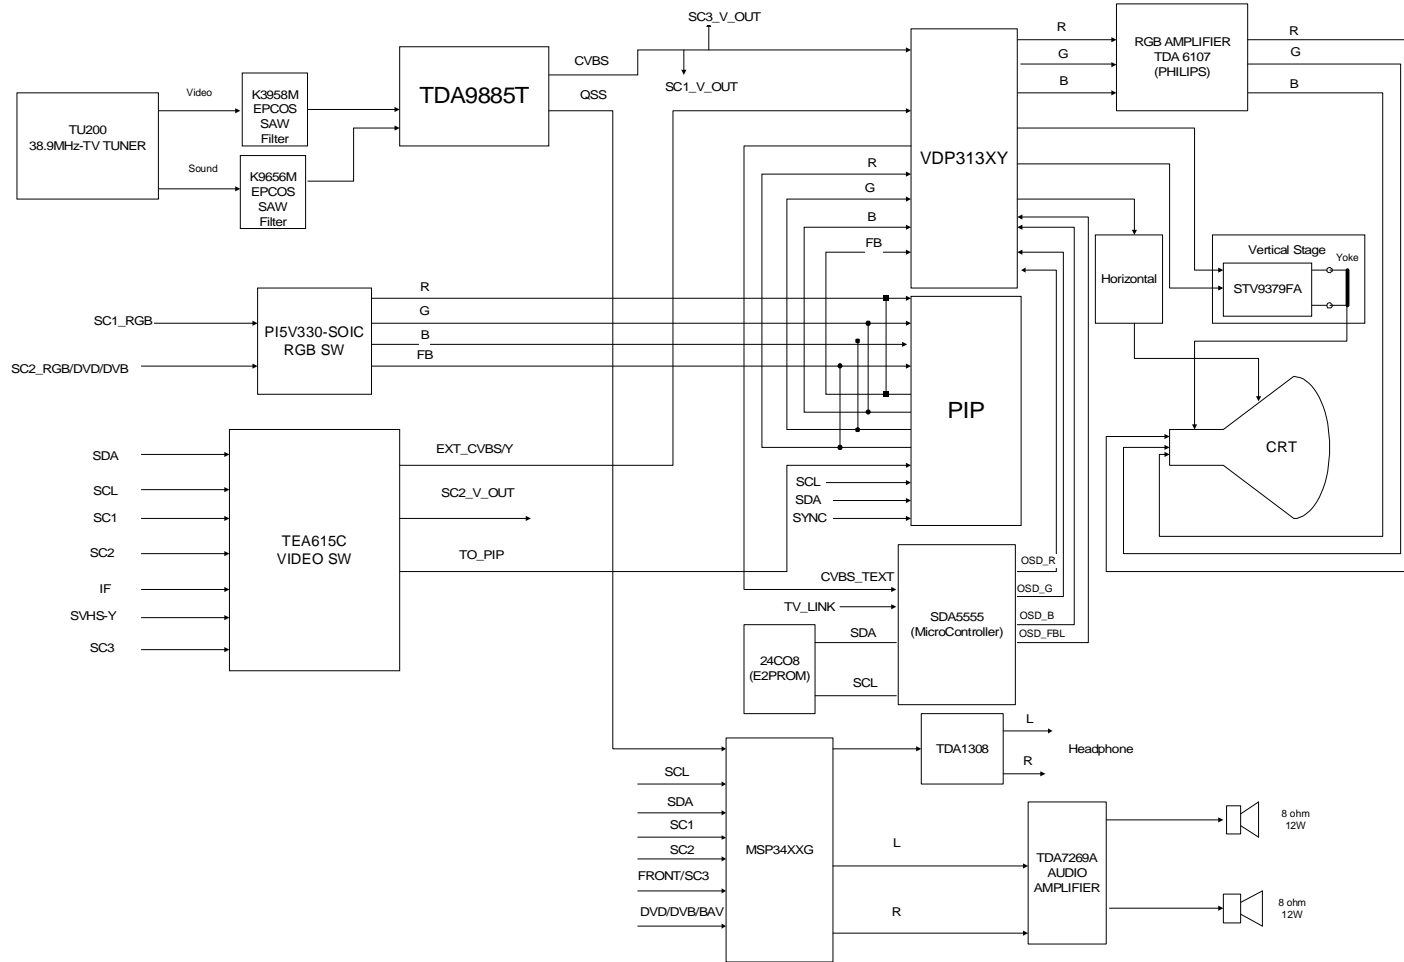 SC3_V_OUT
CVBS
SC1_V_OUT
QSS
TDA9885T
Video
K3958M
EPCOS
SAW
Filter
TU200
38.9MHz-TV TUNER
Sound
K9656M
EPCOS
SAW
Filter
VDP313XY
R
G
B
FB
R
G
B
RGB AMPLIFIER
TDA 6107
(PHILIPS)
R
G
B
Horizontal
Vertical Stage
Yoke
STV9379FA
CRT
SC1_RGB
SC2_RGB/DVD/DVB
PI5V330-SOIC
RGB SW
R
G
B
FB
PIP
SCL
SDA
SYNC
SDA
SCL
SC1
SC2
IF
SVHS-Y
SC3
TEA615C
VIDEO SW
EXT_CVBS/Y
SC2_V_OUT
TO_PIP
CVBS_TEXT
TV_LINK
SDA5555
(MicroController)
OSD_R
OSD_G
OSD_B
OSD_FBL
24CO8
(E2PROM)
SDA
SCL
TDA1308
L
R
Headphone
SCL
SDA
SC1
SC2
FRONT/SC3
DVD/DVB/BAV
MSP34XXG
L
R
TDA7269A
AUDIO
AMPLIFIER
8 ohm
12W
8 ohm
12W